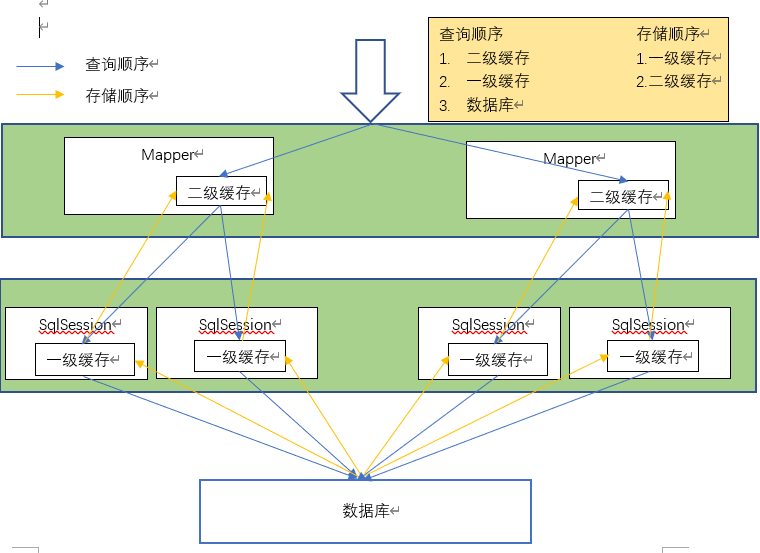 查询顺序
存储顺序
查询顺序
1. 二级缓存
2. 一级缓存
3. 数据库
存储顺序
1.一级缓存
2.二级缓存
Mapper
二级缓存
Mapper
二级缓存
SqlSession
一级缓存
SqlSession
一级缓存
SqlSession
一级缓存
SqlSession
一级缓存
数据库